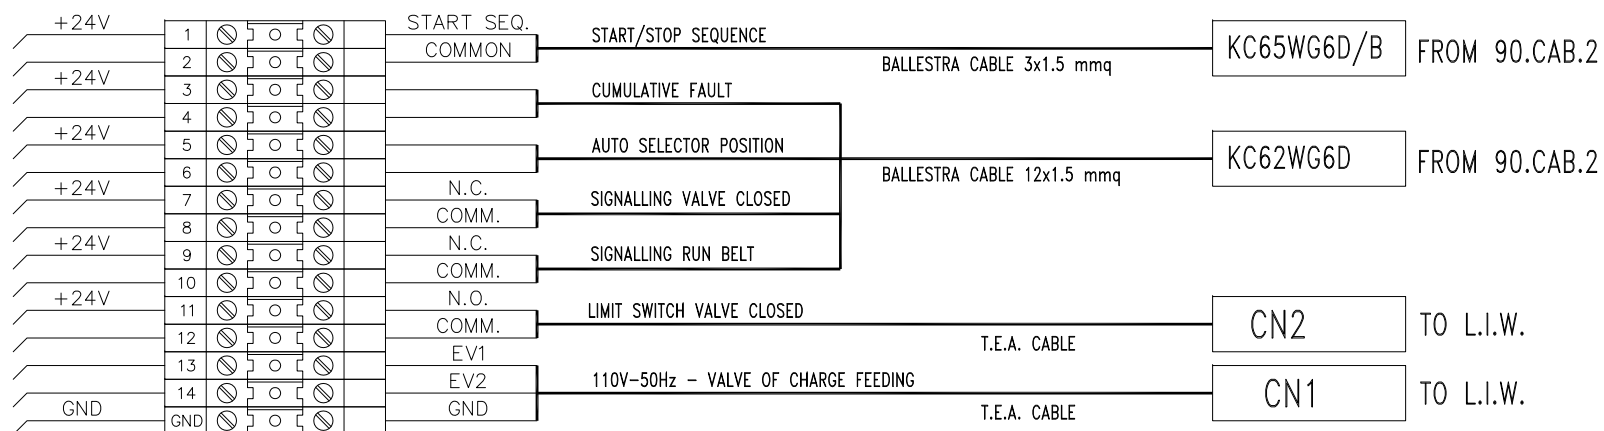 +24V 1 START SEQ. START/STOP SEQUENCE KC65WG6D/B FROM 90.CAB.2
2 COMMON BALLESTRA CABLE 3x1.5 mmq
+24V 3 CUMULATIVE FAULT
4
+24V 5 AUTO SELECTOR POSITION KC62WG6D FROM 90.CAB.2
6 BALLESTRA CABLE 12x1.5 mmq
+24V 7 N.C. SIGNALLING VALVE CLOSED
8 COMM.
+24V 9 N.C. SIGNALLING RUN BELT
10 COMM.
+24V 11 N.O. LIMIT SWITCH VALVE CLOSED CN2 TO L.I.W.
12 COMM. T.E.A. CABLE
13 EV1
14 EV2 110V-50Hz - VALVE OF CHARGE FEEDING CN1 TO L.I.W.
GND GND GND T.E.A. CABLE